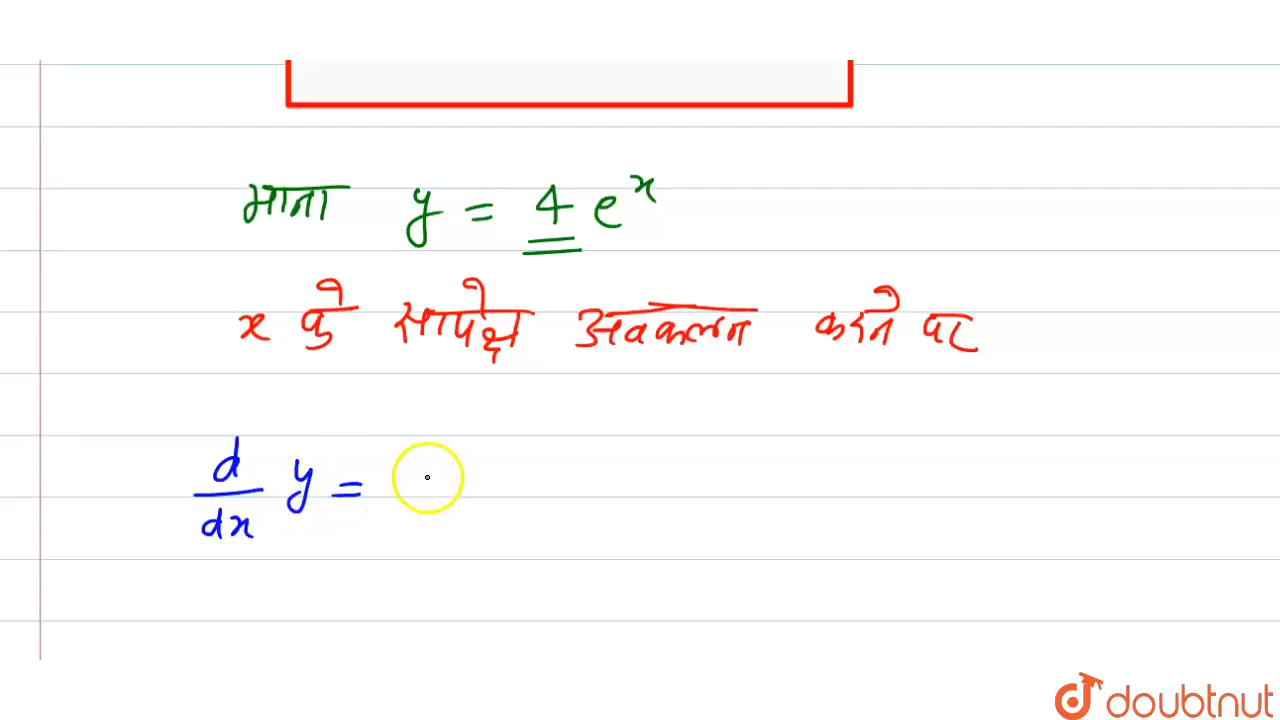 माना y = 4 e^x
x के सापेक्ष अवकलन करने पर
d/dx y =
doubtnut